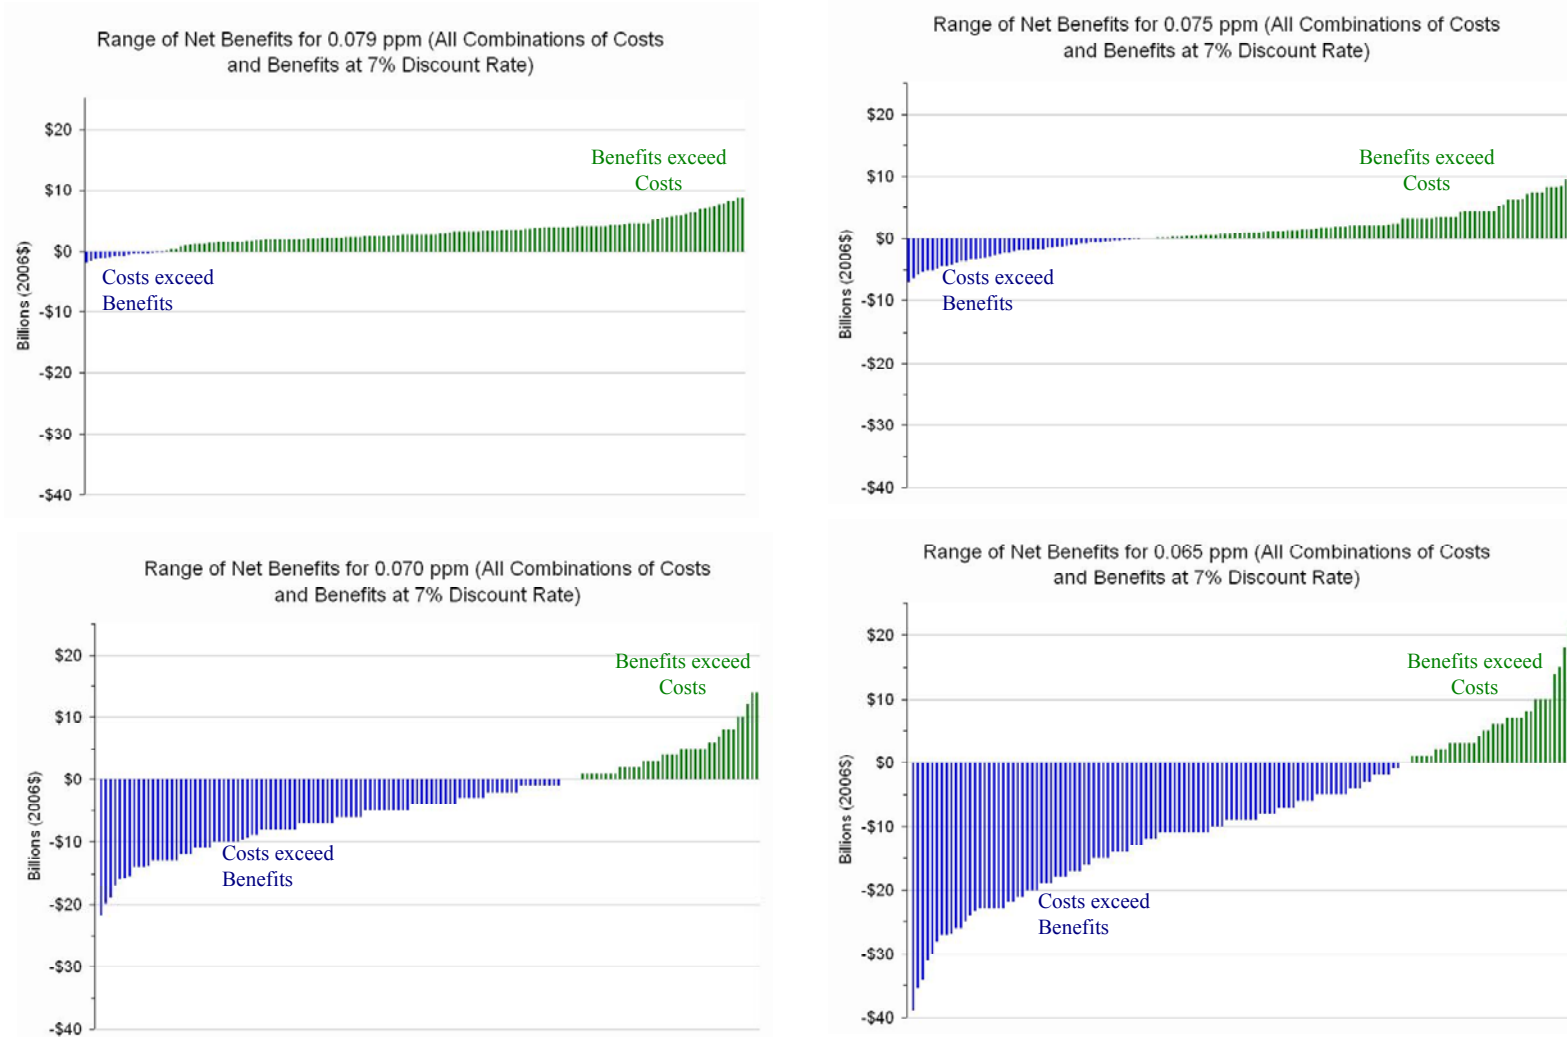 Range of Net Benefits for 0.079 ppm (All Combinations of Costs
and Benefits at 7% Discount Rate)
$20
$10
$0
-$10
-$20
-$30
-$40
Billions (2006$)
Benefits exceed
Costs
Costs exceed
Benefits
Range of Net Benefits for 0.075 ppm (All Combinations of Costs
and Benefits at 7% Discount Rate)
$20
$10
$0
-$10
-$20
-$30
-$40
Billions (2006$)
Benefits exceed
Costs
Costs exceed
Benefits
Range of Net Benefits for 0.070 ppm (All Combinations of Costs
and Benefits at 7% Discount Rate)
$20
$10
$0
-$10
-$20
-$30
-$40
Billions (2006$)
Benefits exceed
Costs
Costs exceed
Benefits
Range of Net Benefits for 0.065 ppm (All Combinations of Costs
and Benefits at 7% Discount Rate)
$20
$10
$0
-$10
-$20
-$30
-$40
Billions (2006$)
Benefits exceed
Costs
Costs exceed
Benefits